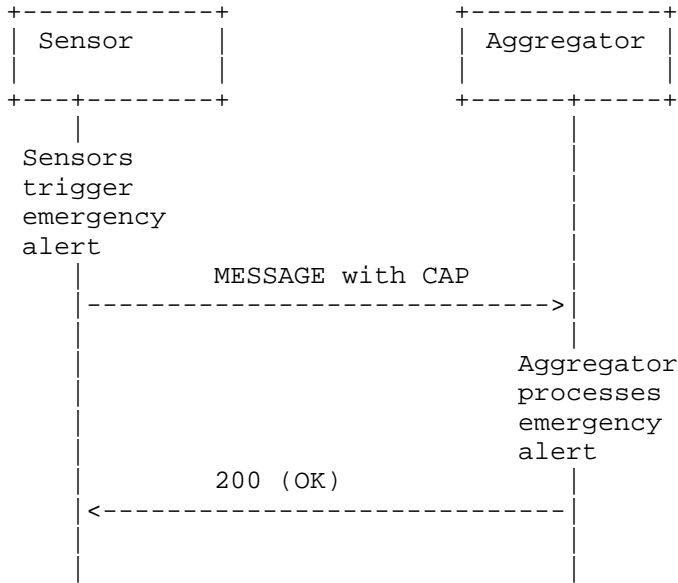 Sensor
Aggregator
Sensors
trigger
emergency
alert
MESSAGE with CAP
Aggregator
processes
emergency
alert
200 (OK)